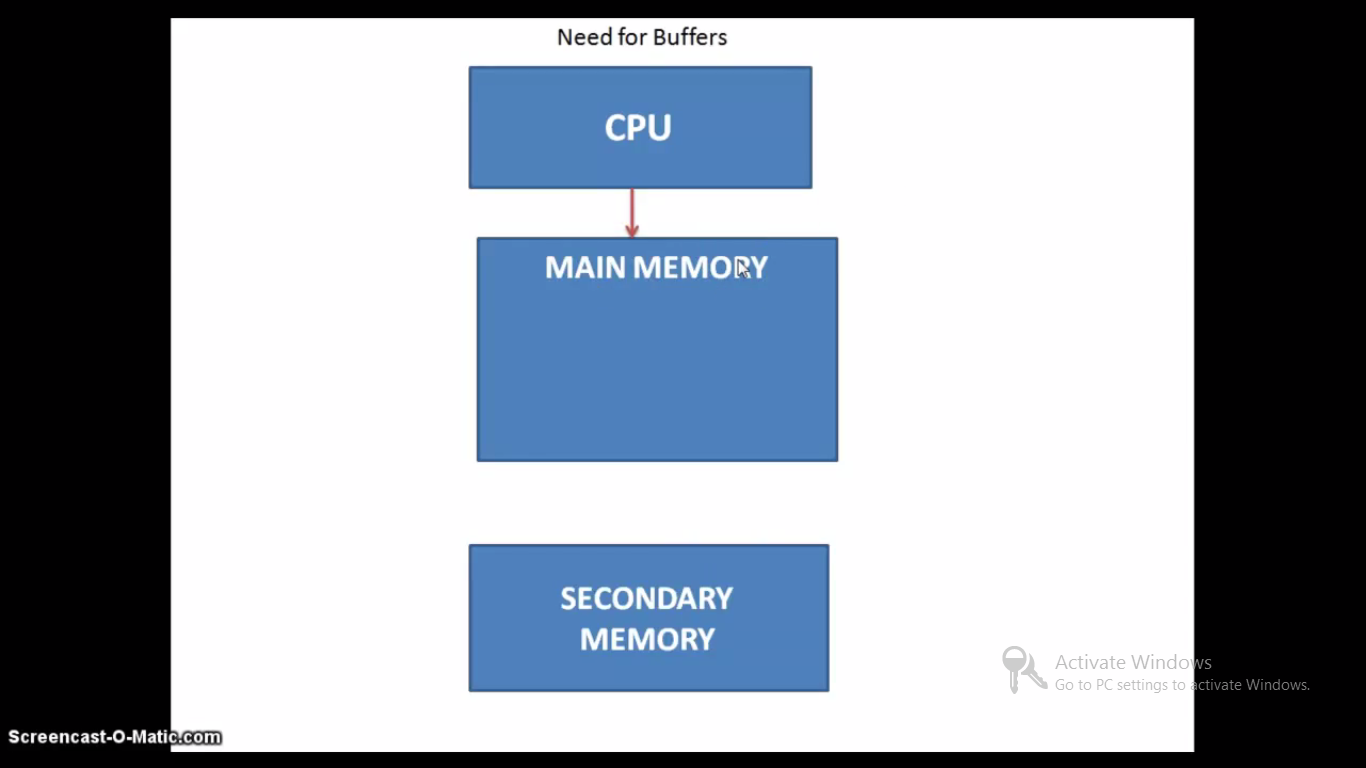 Need for Buffers
CPU
MAIN MEMORY
SECONDARY
MEMORY
Activate Windows
Go to PC settings to activate Windows.
Screencast-O-Matic.com